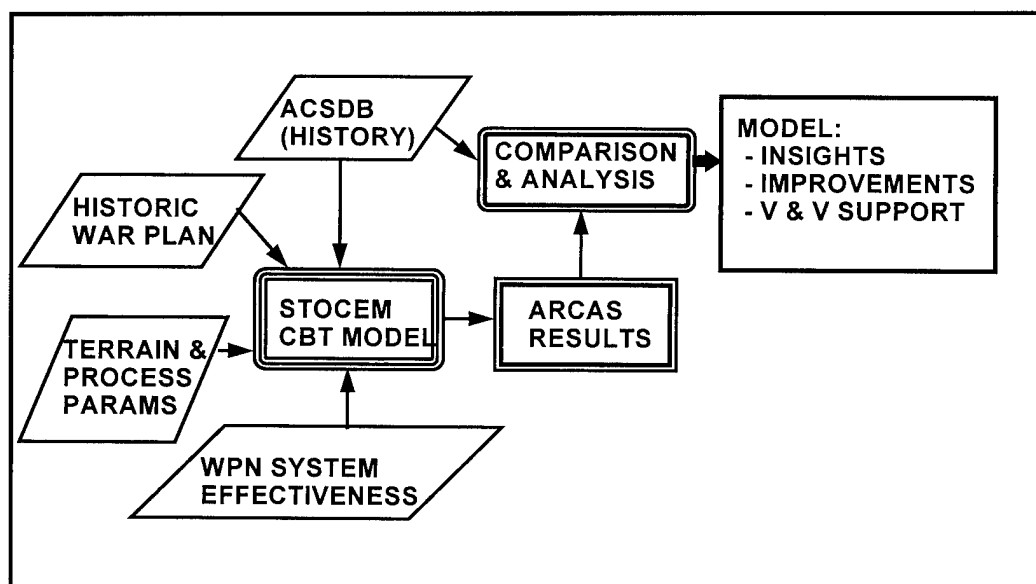 ACSDB
(HISTORY)
COMPARISON
& ANALYSIS
MODEL:
- INSIGHTS
- IMPROVEMENTS
- V & V SUPPORT
HISTORIC
WAR PLAN
STOCEM
CBT MODEL
ARCAS
RESULTS
TERRAIN &
PROCESS
PARAMS
WPN SYSTEM
EFFECTIVENESS